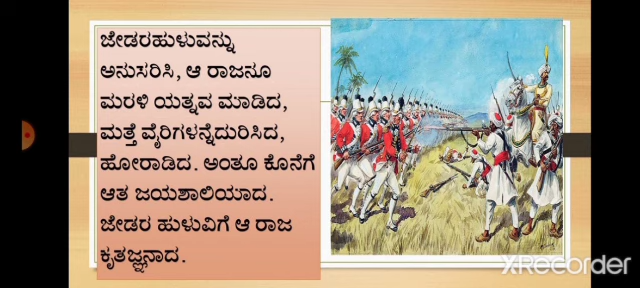 ಜೇಡರಹುಳುವನ್ನು
ಅನುಸರಿಸಿ, ಆ ರಾಜನೂ
ಮರಳಿ ಯತ್ನವ ಮಾಡಿದ,
ಮತ್ತೆ ವೈರಿಗಳನ್ನೆದುರಿಸಿದ,
ಹೋರಾಡಿದ. ಅಂತೂ ಕೊನೆಗೆ
ಆತ ಜಯಶಾಲಿಯಾದ.
ಜೇಡರ ಹುಳುವಿಗೆ ಆ ರಾಜ
ಕೃತಜ್ಞನಾದ.
XRecorder